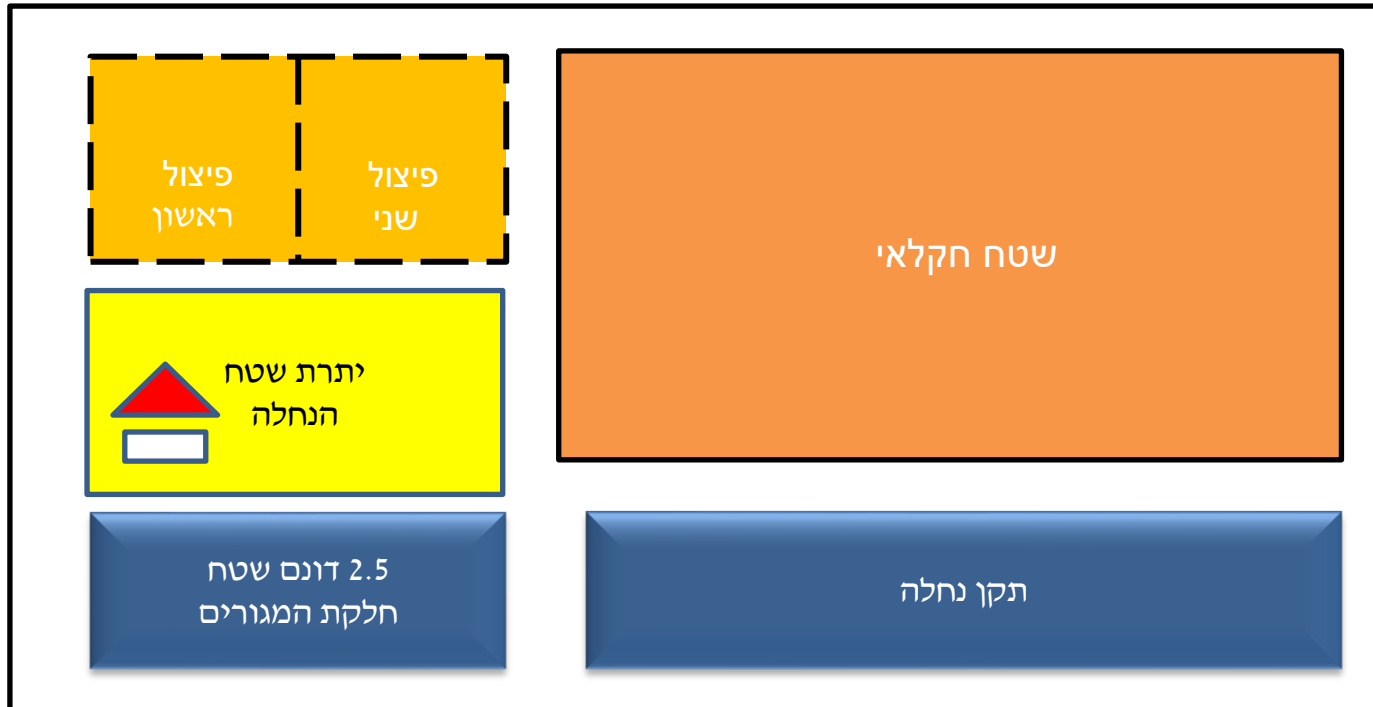 פיצול
ראשון
פיצול
שני
שטח חקלאי
יתרת שטח
הנחלה
2.5 דונם שטח
חלקת המגורים
תקן נחלה